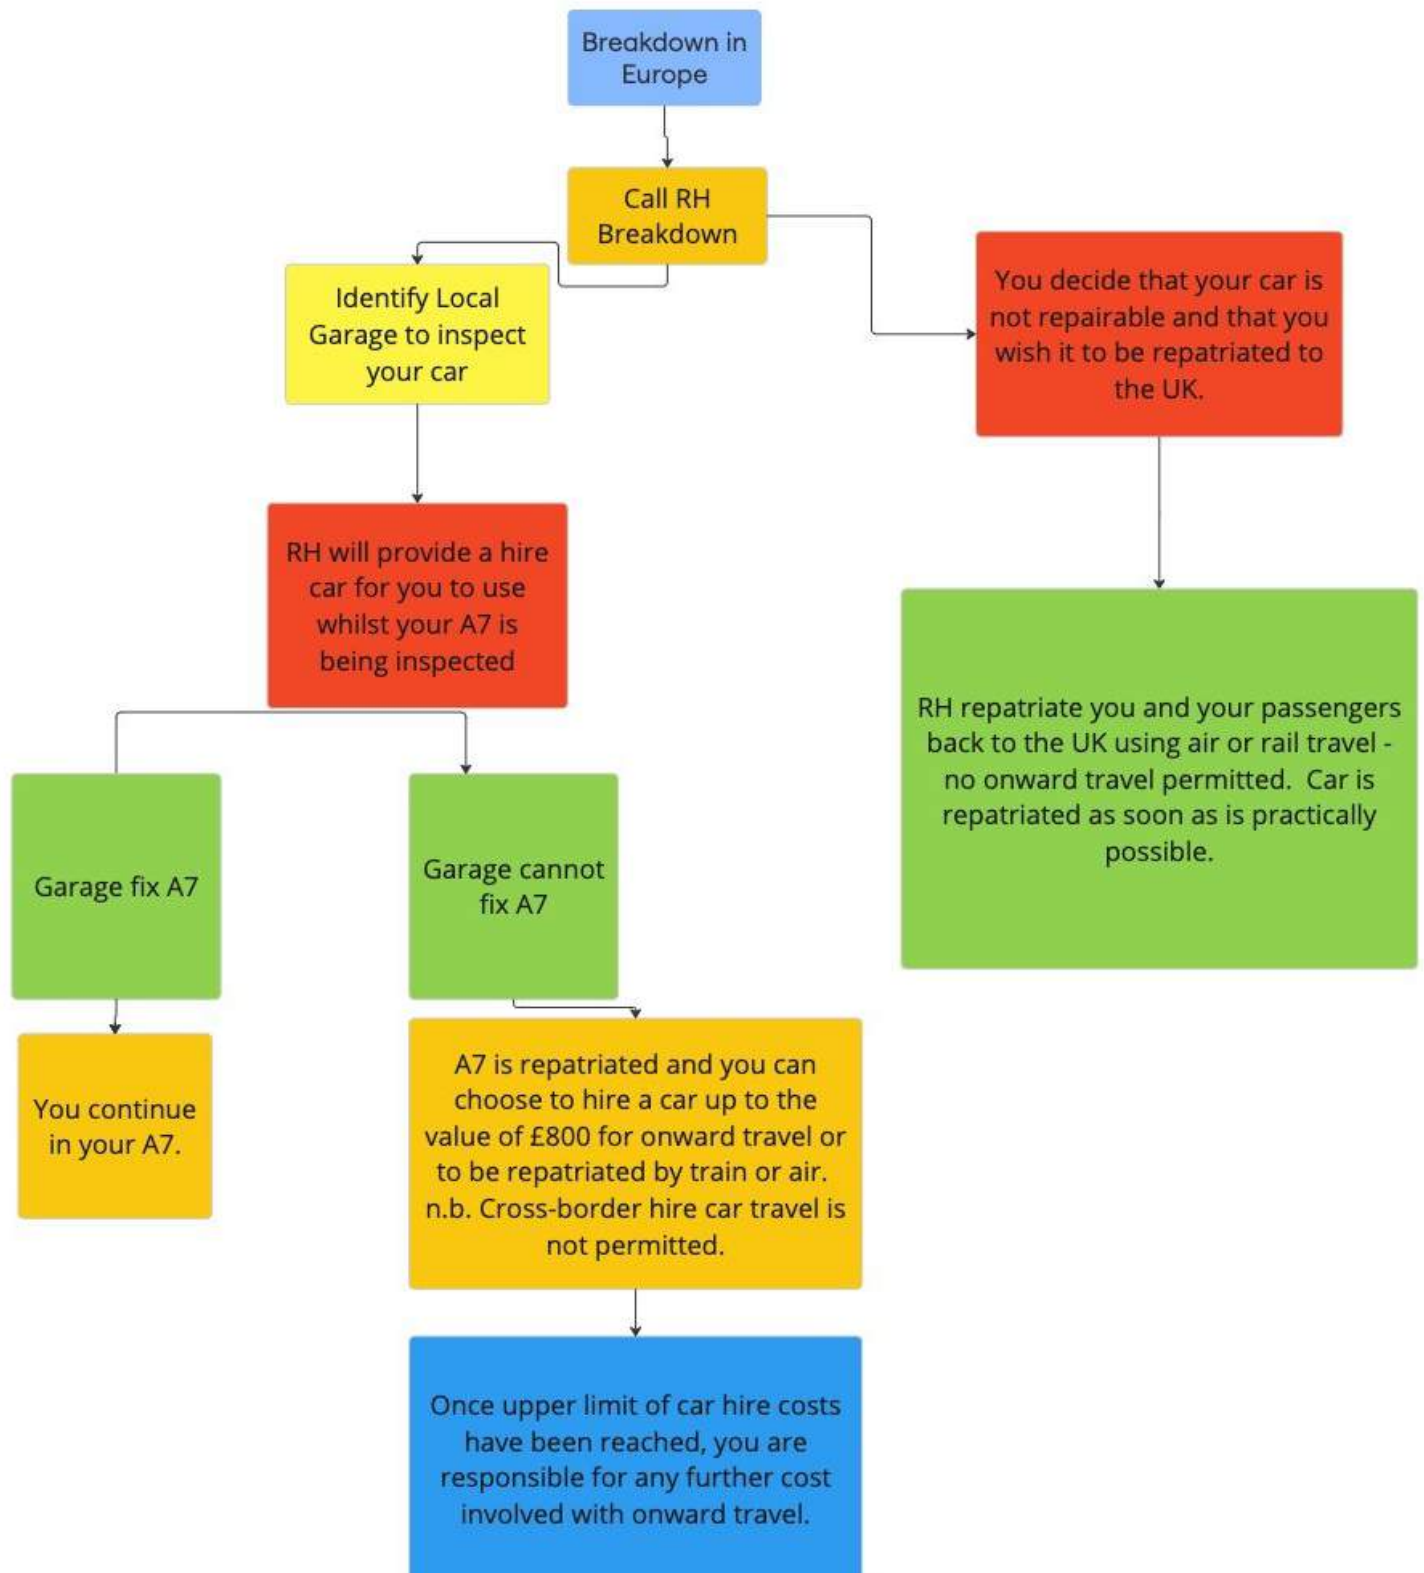 Breakdown in
Europe
Call RH
Breakdown
Identify Local
Garage to inspect
your car
You decide that your car is
not repairable and that you
wish it to be repatriated to
the UK.
RH will provide a hire
car for you to use
whilst your A7 is
being inspected
RH repatriate you and your passengers
back to the UK using air or rail travel -
no onward travel permitted.  Car is
repatriated as soon as is practically
possible.
Garage fix A7
Garage cannot
fix A7
You continue
in your A7.
A7 is repatriated and you can
choose to hire a car up to the
value of £800 for onward travel or
to be repatriated by train or air.
n.b. Cross-border hire car travel is
not permitted.
Once upper limit of car hire costs
have been reached, you are
responsible for any further cost
involved with onward travel.